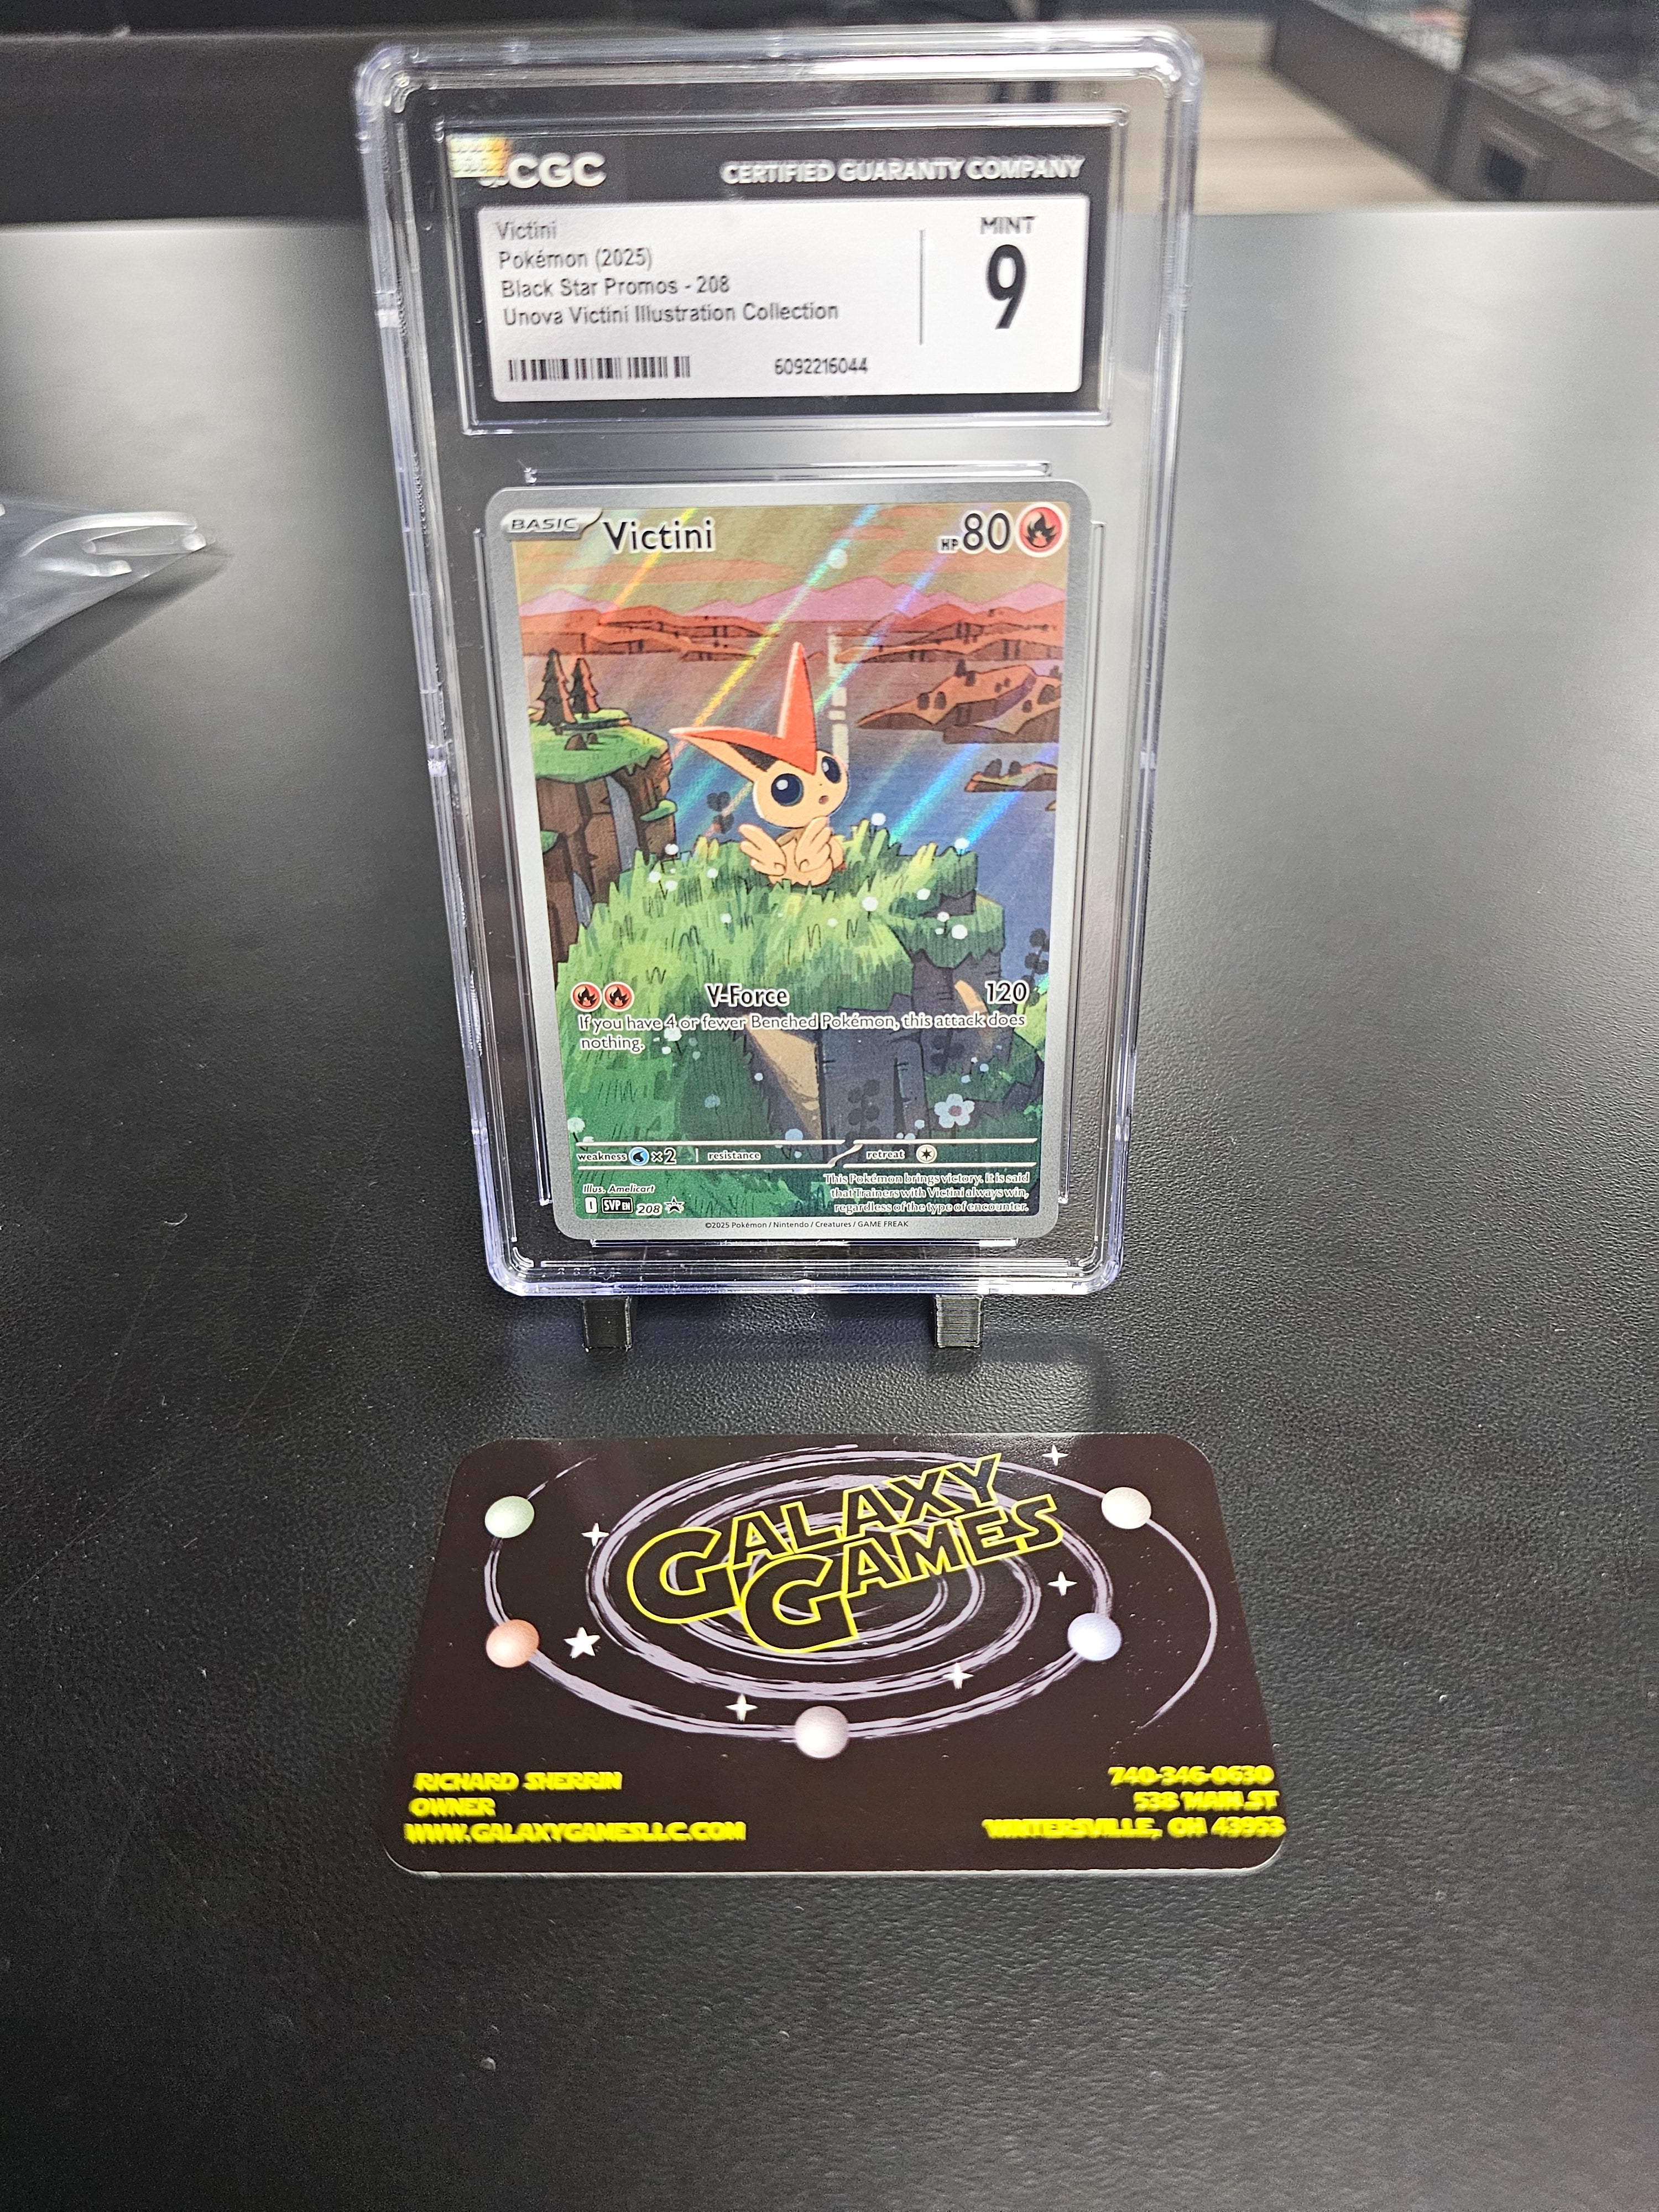 CGC CERTIFIED GUARANTY COMPANY
Victini
Pokémon (2025)
Black Star Promos - 208
Unova Victini Illustration Collection
MINT
9
6092216044
BASIC Victini HP 80
V-Force 120
If you have 4 or fewer Benched Pokémon, this attack does
nothing.
weakness ×2 resistance retreat
Illus. Amelicart
I SVP EN 208
This Pokémon brings victory. It is said
that Trainers with Victini always win,
regardless of the type of encounter.
©2025 Pokémon / Nintendo / Creatures / GAME FREAK
GALAXY
GAMES
RICHARD SHERRIN
OWNER
WWW.GALAXYGAMESLLC.COM
740-346-0630
538 MAIN ST
WINTERSVILLE, OH 43953